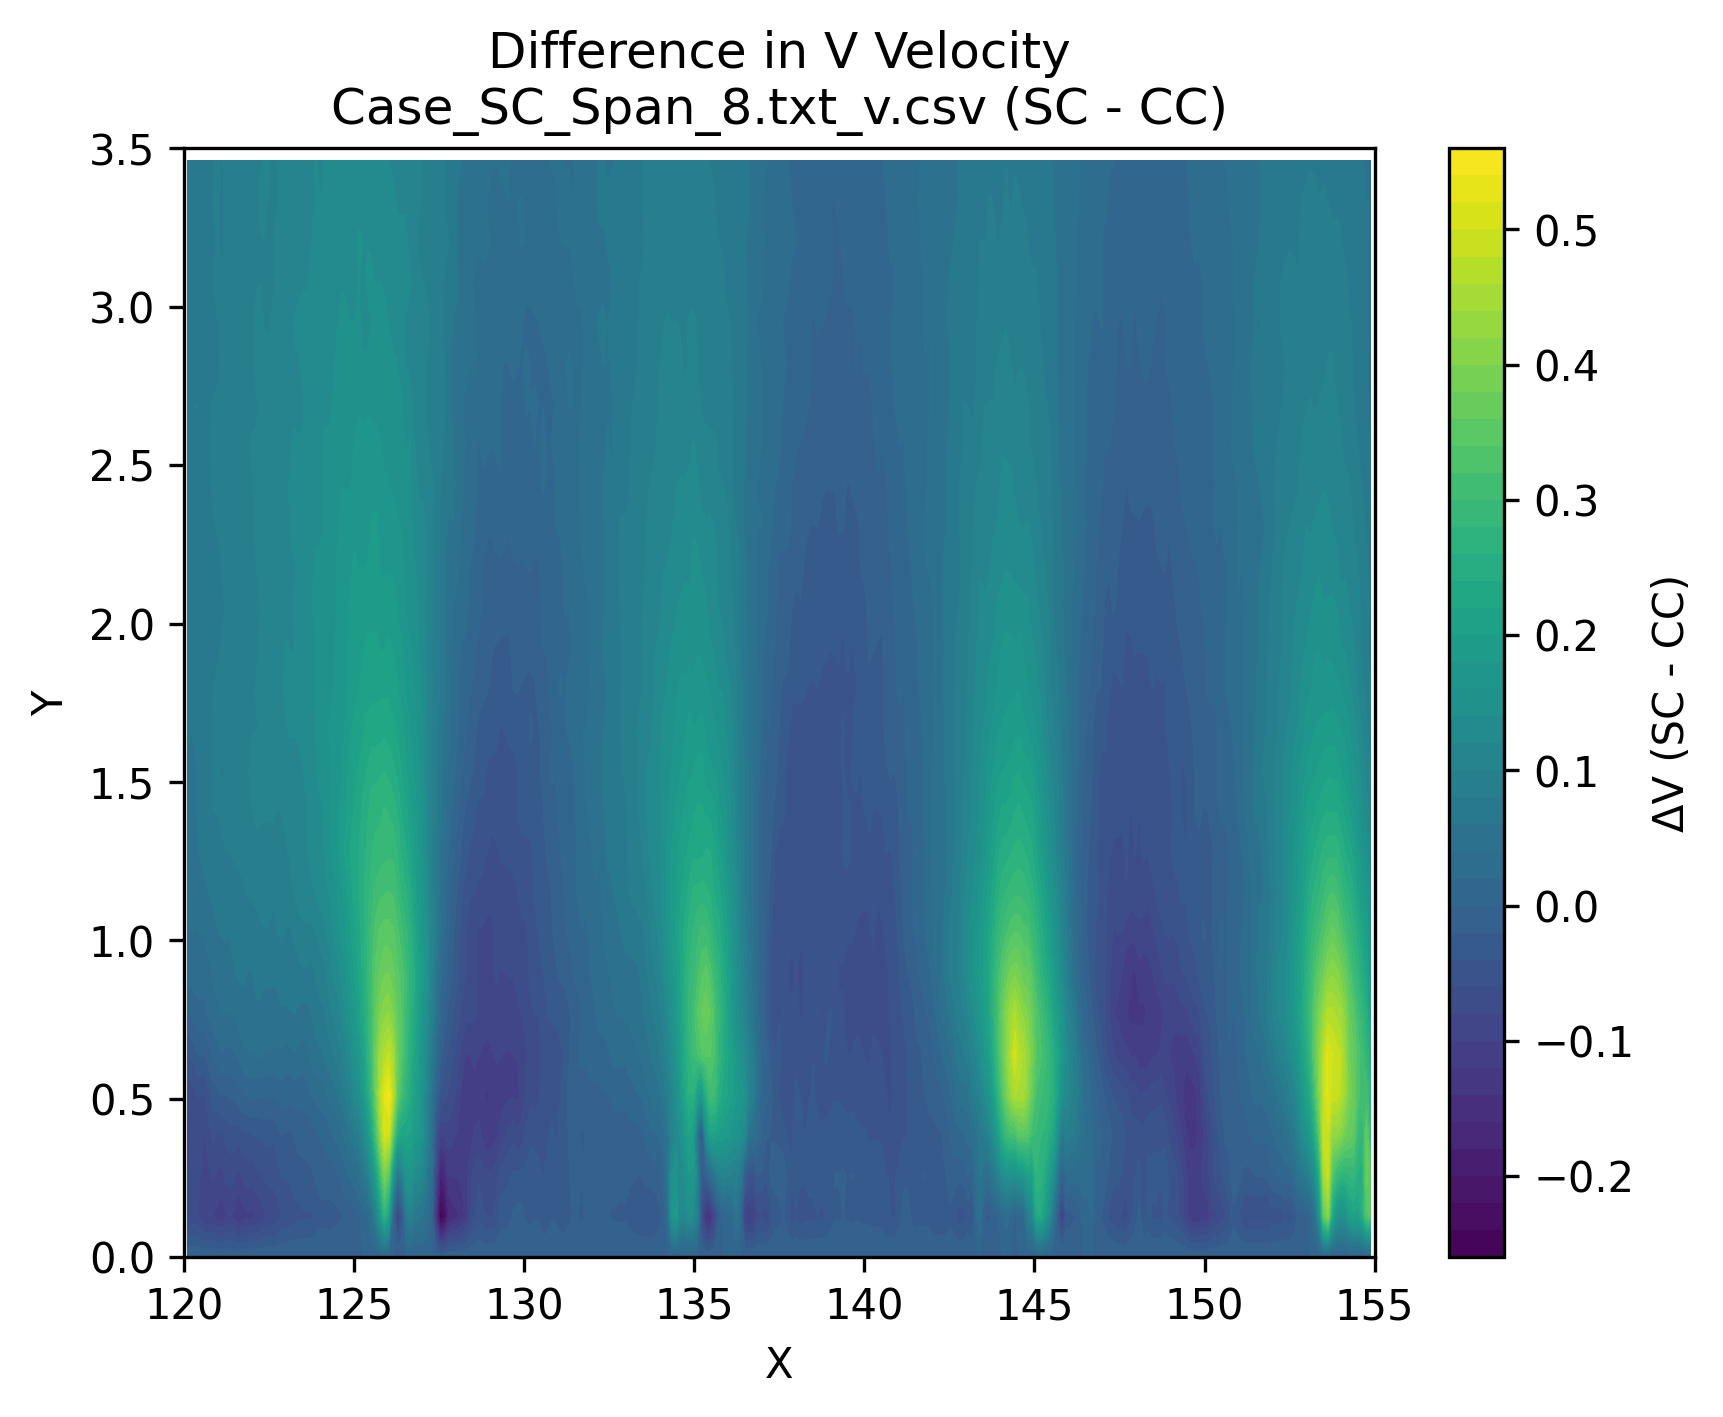 Difference in V Velocity
Case_SC_Span_8.txt_v.csv (SC - CC)
3.5
3.0
2.5
2.0
1.5
1.0
0.5
0.0
Y
120 125 130 135 140 145 150 155
X
0.5
0.4
0.3
0.2
0.1
0.0
−0.1
−0.2
ΔV (SC - CC)